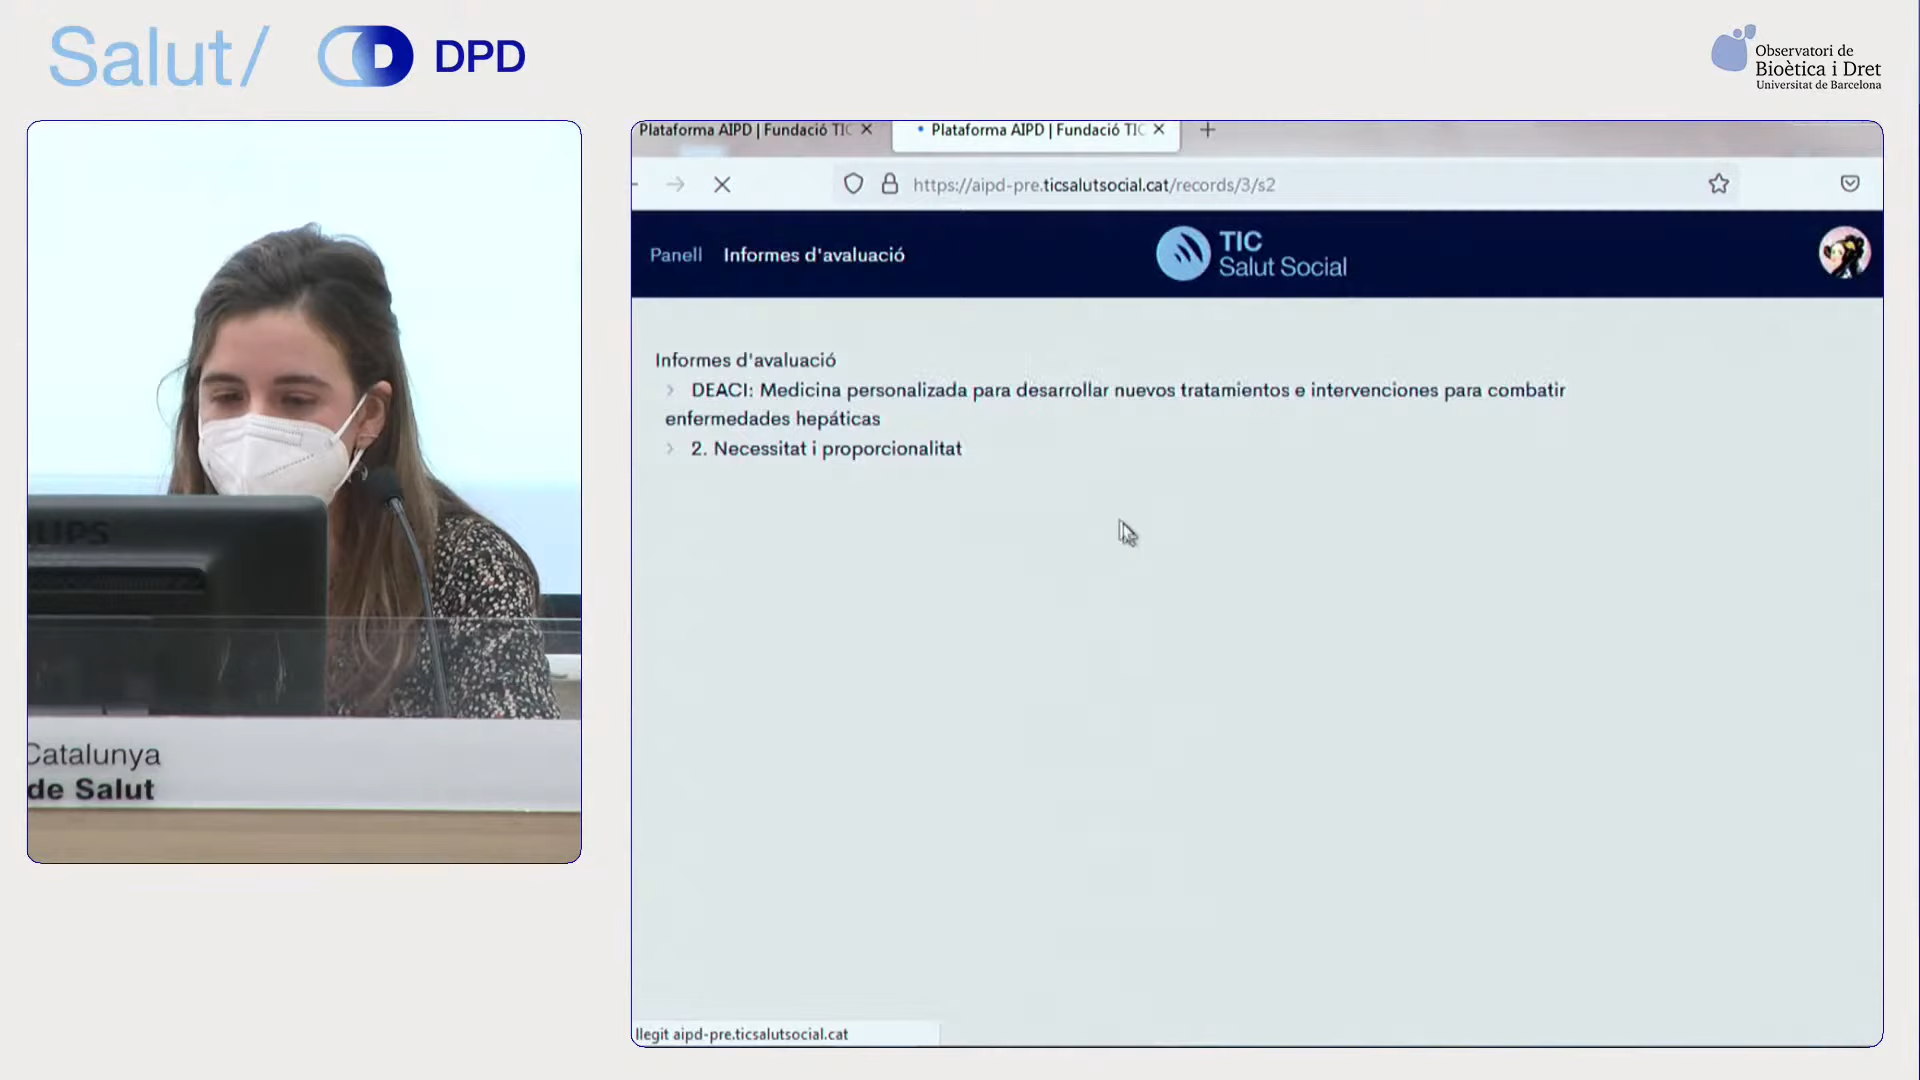 Salut/
D DPD
Observatori de
Bioètica i Dret
Universitat de Barcelona
Plataforma AIPD | Fundació TIC
Plataforma AIPD | Fundació TIC
https://aipd-pre.ticsalutsocial.cat/records/3/s2
Panell Informes d'avaluació
TIC
Salut Social
Informes d'avaluació
DEACI: Medicina personalizada para desarrollar nuevos tratamientos e intervenciones para combatir
enfermedades hepáticas
2. Necessitat i proporcionalitat
llegit aipd-pre.ticsalutsocial.cat
Catalunya
de Salut